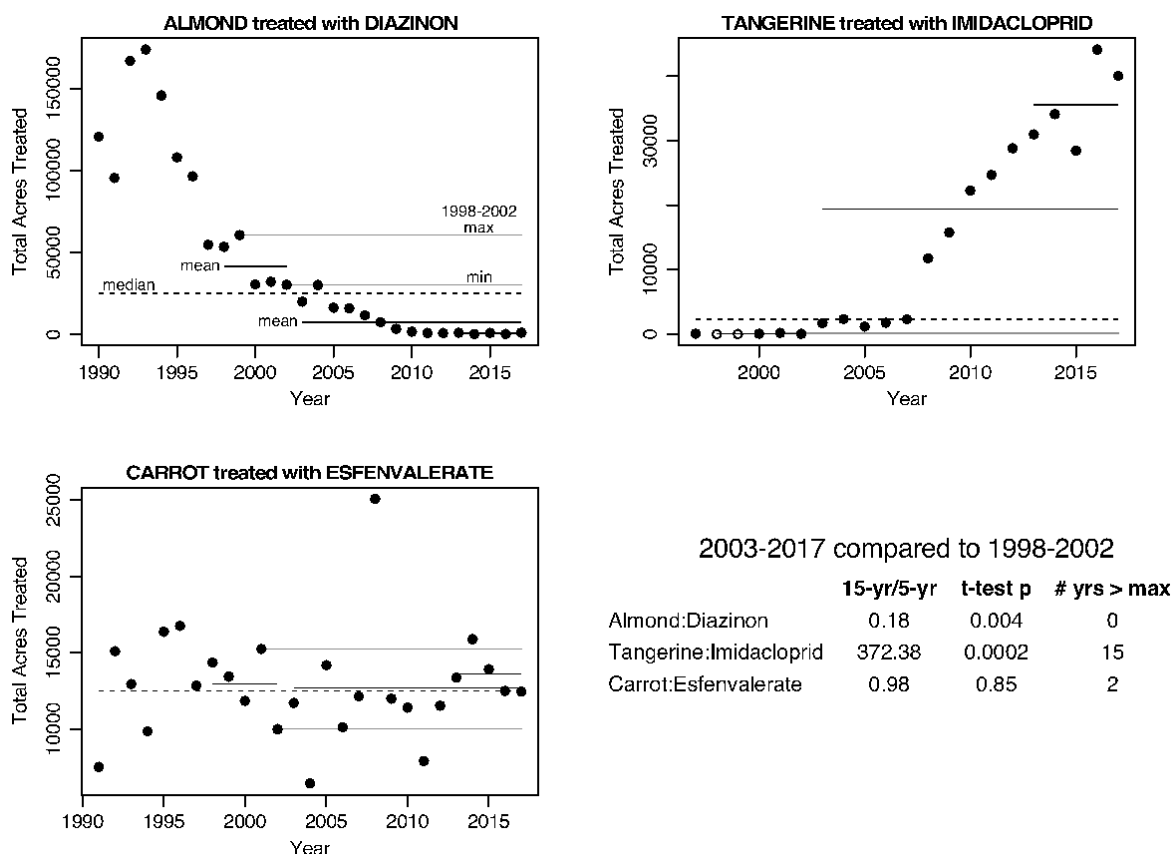 ALMOND treated with DIAZINON
Total Acres Treated
150000
100000
50000
0
1998-2002
max
mean
min
median
mean
1990 1995 2000 2005 2010 2015
Year
TANGERINE treated with IMIDACLOPRID
Total Acres Treated
30000
10000
0
2000 2005 2010 2015
Year
CARROT treated with ESFENVALERATE
Total Acres Treated
25000
20000
15000
10000
1990 1995 2000 2005 2010 2015
Year
2003-2017 compared to 1998-2002
15-yr/5-yr t-test p # yrs > max
Almond:Diazinon 0.18 0.004 0
Tangerine:Imidacloprid 372.38 0.0002 15
Carrot:Esfenvalerate 0.98 0.85 2